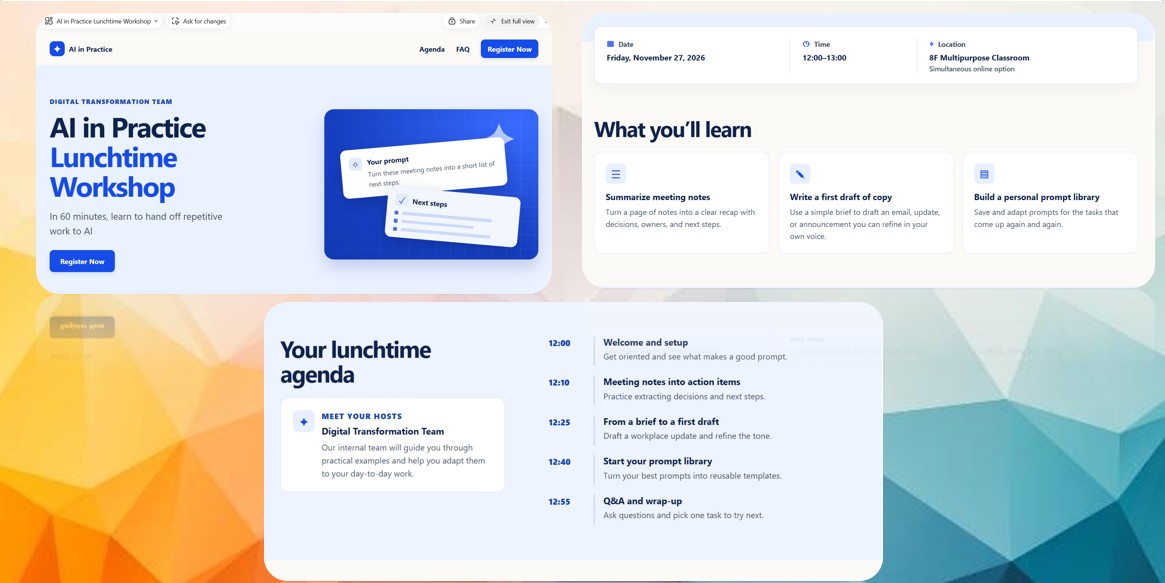 AI in Practice Lunchtime Workshop
Ask for changes
Share
Exit full view
AI in Practice
Agenda
FAQ
Register Now
DIGITAL TRANSFORMATION TEAM
AI in Practice
Lunchtime
Workshop
In 60 minutes, learn to hand off repetitive
work to AI
Register Now
Your prompt
Turn these meeting notes into a short list of
next steps.
Next steps
Date
Friday, November 27, 2026
Time
12:00–13:00
Location
8F Multipurpose Classroom
Simultaneous online option
What you’ll learn
Summarize meeting notes
Turn a page of notes into a clear recap with
decisions, owners, and next steps.
Write a first draft of copy
Use a simple brief to draft an email, update,
or announcement you can refine in your
own voice.
Build a personal prompt library
Save and adapt prompts for the tasks that
come up again and again.
Your lunchtime
agenda
MEET YOUR HOSTS
Digital Transformation Team
Our internal team will guide you through
practical examples and help you adapt them
to your day-to-day work.
12:00
Welcome and setup
Get oriented and see what makes a good prompt.
12:10
Meeting notes into action items
Practice extracting decisions and next steps.
12:25
From a brief to a first draft
Draft a workplace update and refine the tone.
12:40
Start your prompt library
Turn your best prompts into reusable templates.
12:55
Q&A and wrap-up
Ask questions and pick one task to try next.